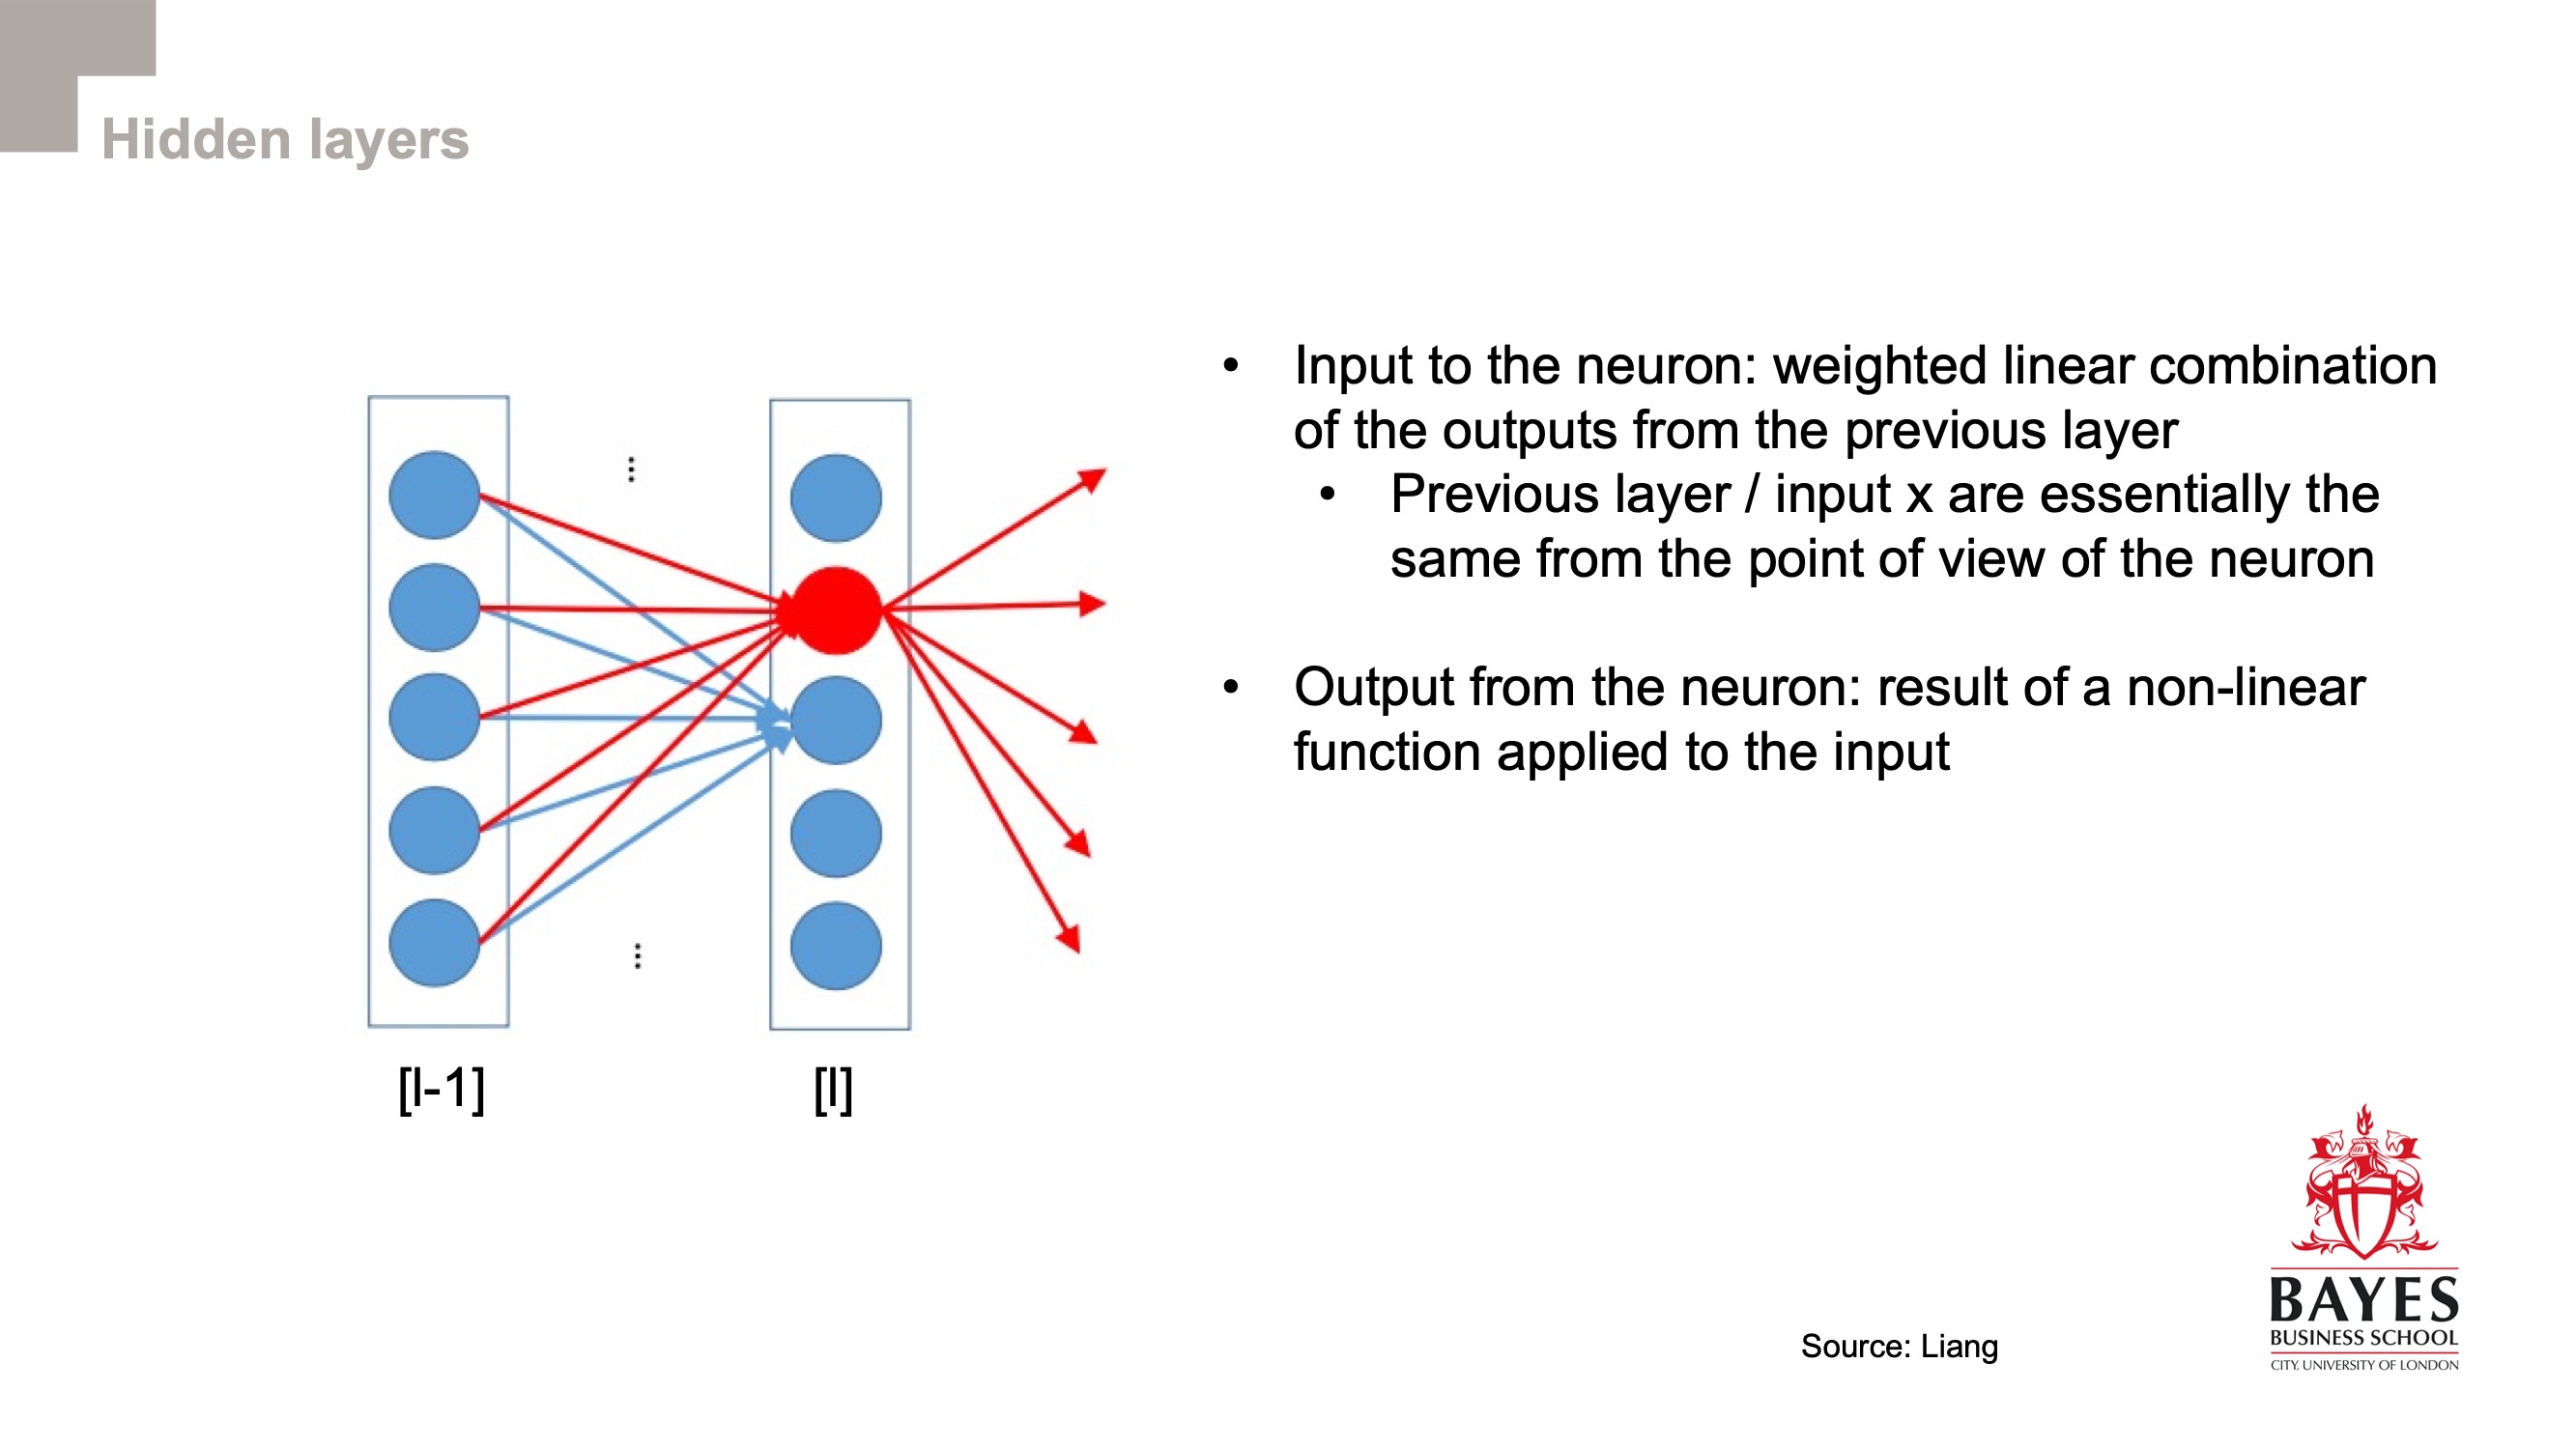 Hidden layers
• Input to the neuron: weighted linear combination
of the outputs from the previous layer
• Previous layer / input x are essentially the
same from the point of view of the neuron
• Output from the neuron: result of a non-linear
function applied to the input
...
...
[l-1]
[l]
Source: Liang
BAYES
BUSINESS SCHOOL
CITY, UNIVERSITY OF LONDON